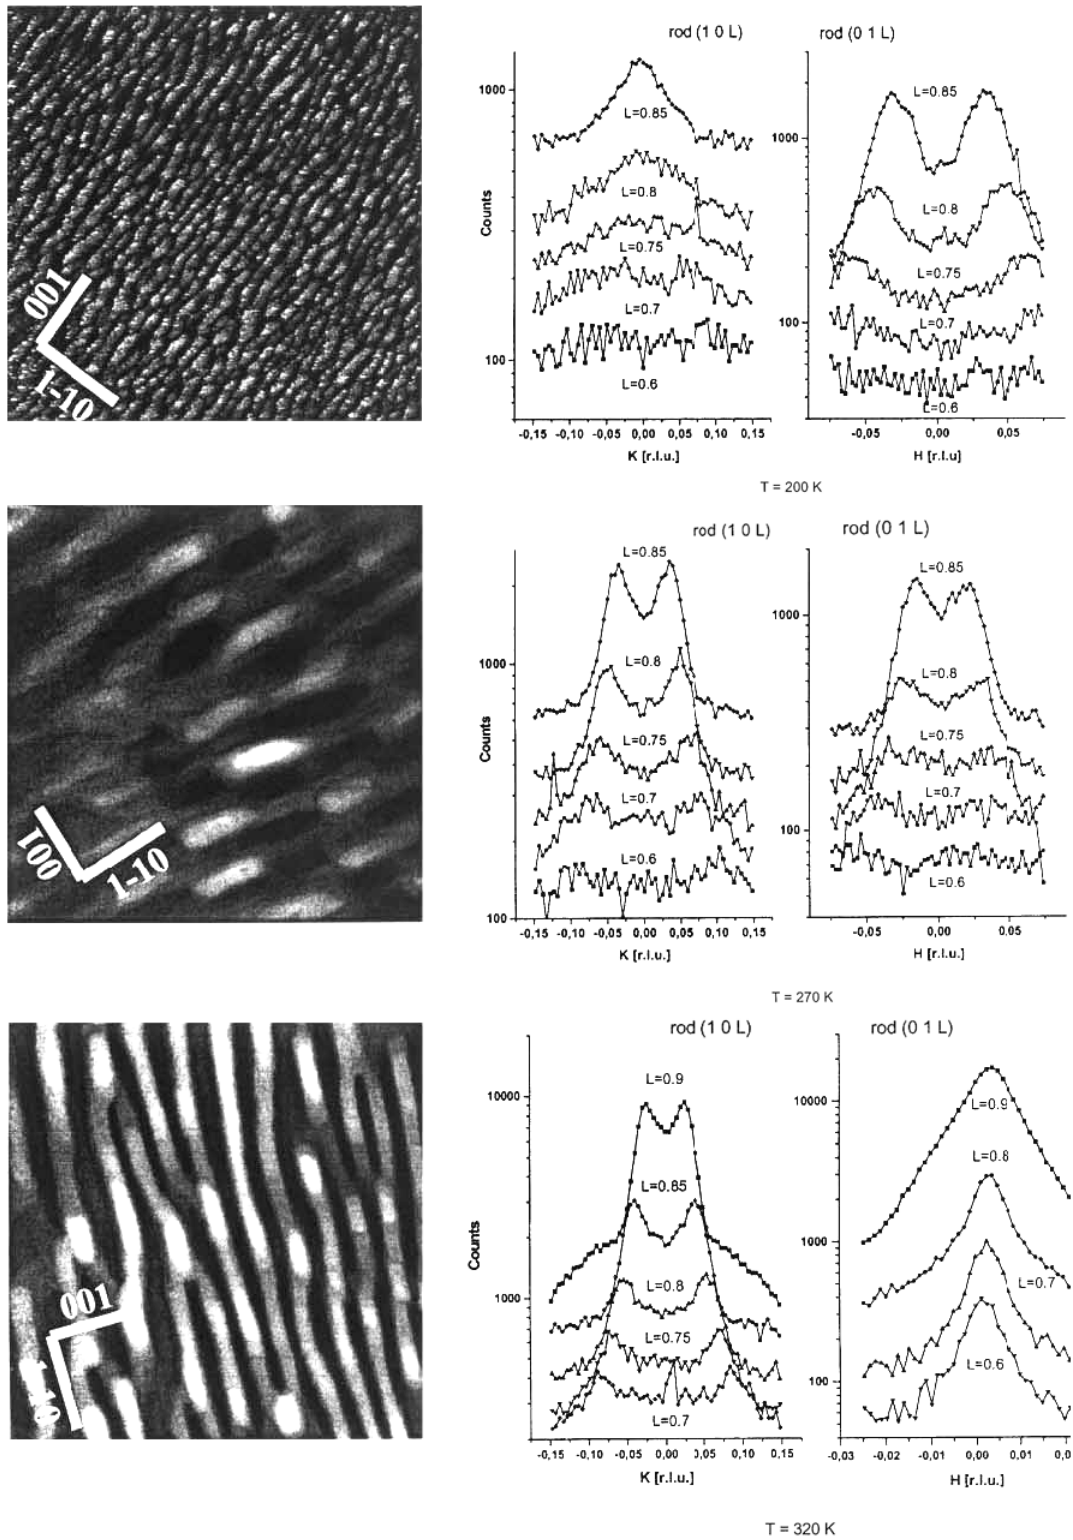 rod (1 0 L)
rod (0 1 L)
1000
100
Counts
L=0.85
L=0.8
L=0.75
L=0.7
L=0.6
-0,15 -0,10 -0,05 0,00 0,05 0,10 0,15
K [r.l.u.]
1000
100
L=0.85
L=0.8
L=0.75
L=0.7
L=0.6
-0,05 0,00 0,05
H [r.l.u]
001
1-10
T = 200 K
rod (1 0 L)
rod (0 1 L)
1000
100
Counts
L=0.85
L=0.8
L=0.75
L=0.7
L=0.6
-0,15 -0,10 -0,05 0,00 0,05 0,10 0,15
K [r.l.u.]
1000
100
L=0.85
L=0.8
L=0.75
L=0.7
L=0.6
-0,05 0,00 0,05
H [r.l.u.]
001
1-10
T = 270 K
rod (1 0 L)
rod (0 1 L)
10000
1000
Counts
L=0.9
L=0.85
L=0.8
L=0.75
L=0.7
-0,15 -0,10 -0,05 0,00 0,05 0,10 0,15
K [r.l.u.]
10000
1000
100
L=0.9
L=0.8
L=0.7
L=0.6
-0,03 -0,02 -0,01 -0,01 0,00 0,01 0,01
H [r.l.u.]
001
T = 320 K